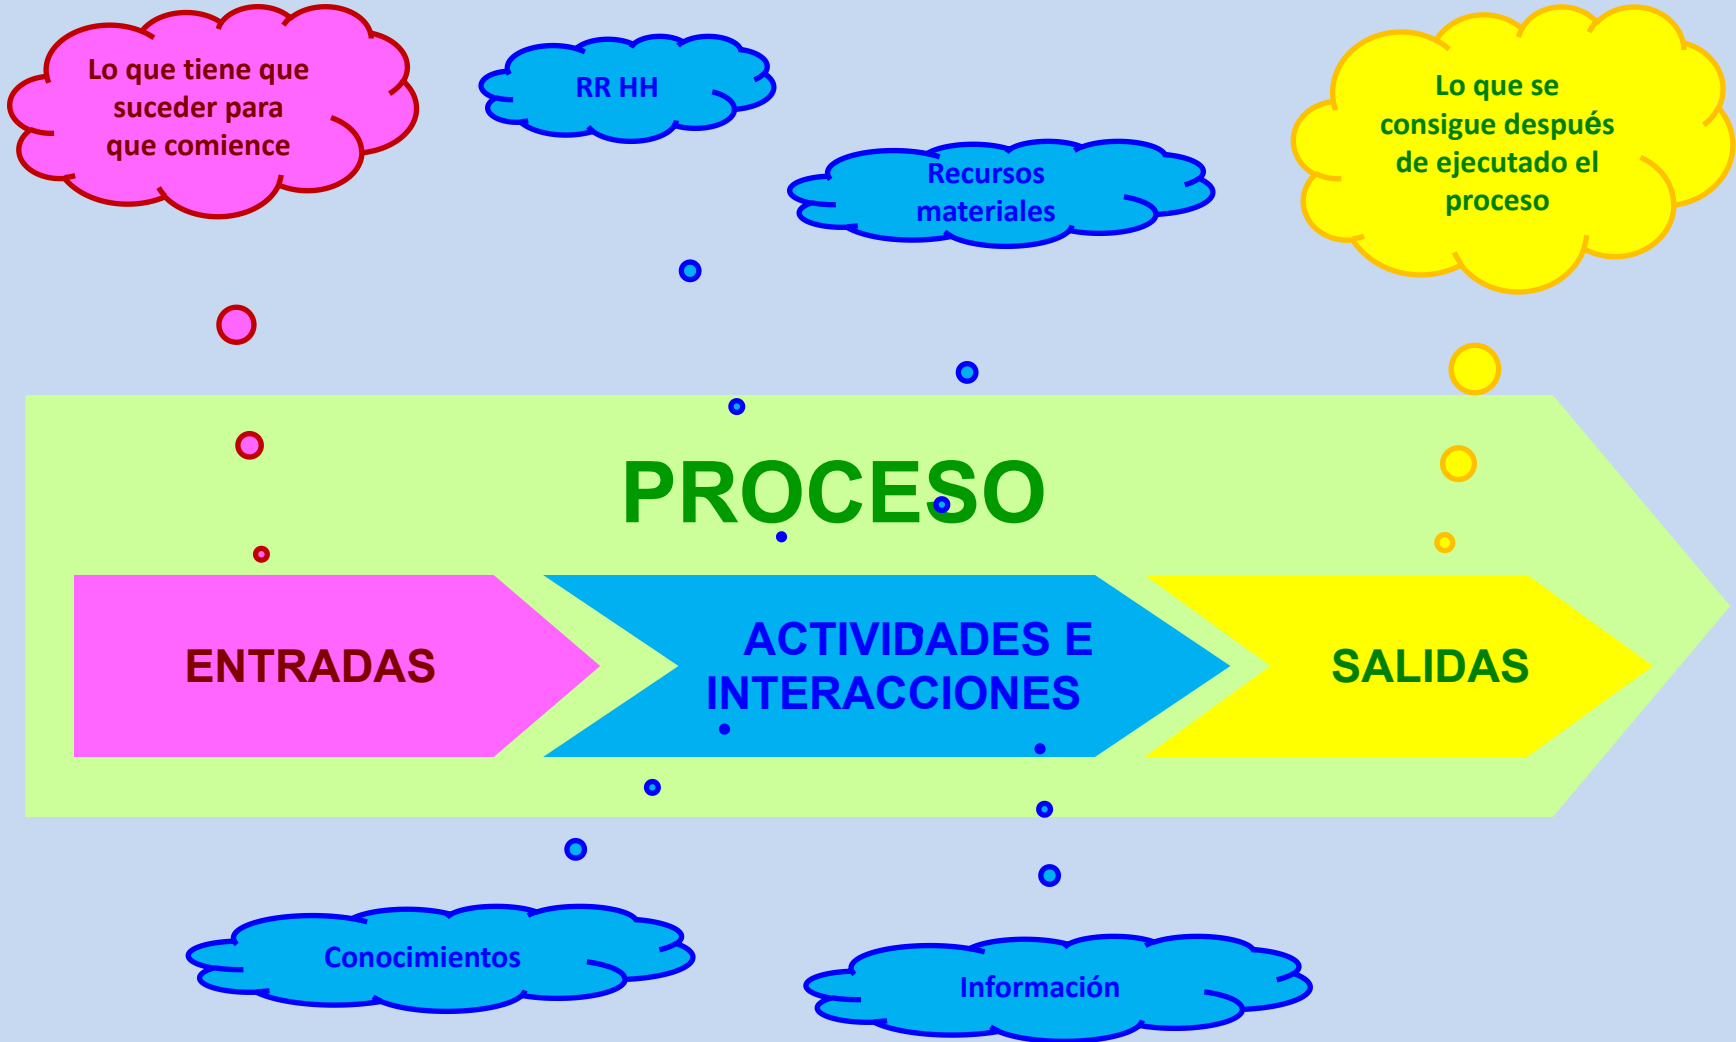 Lo que tiene que
suceder para
que comience
RR HH
Recursos
materiales
Lo que se
consigue después
de ejecutado el
proceso
PROCESO
ENTRADAS
ACTIVIDADES E
INTERACCIONES
SALIDAS
Conocimientos
Información